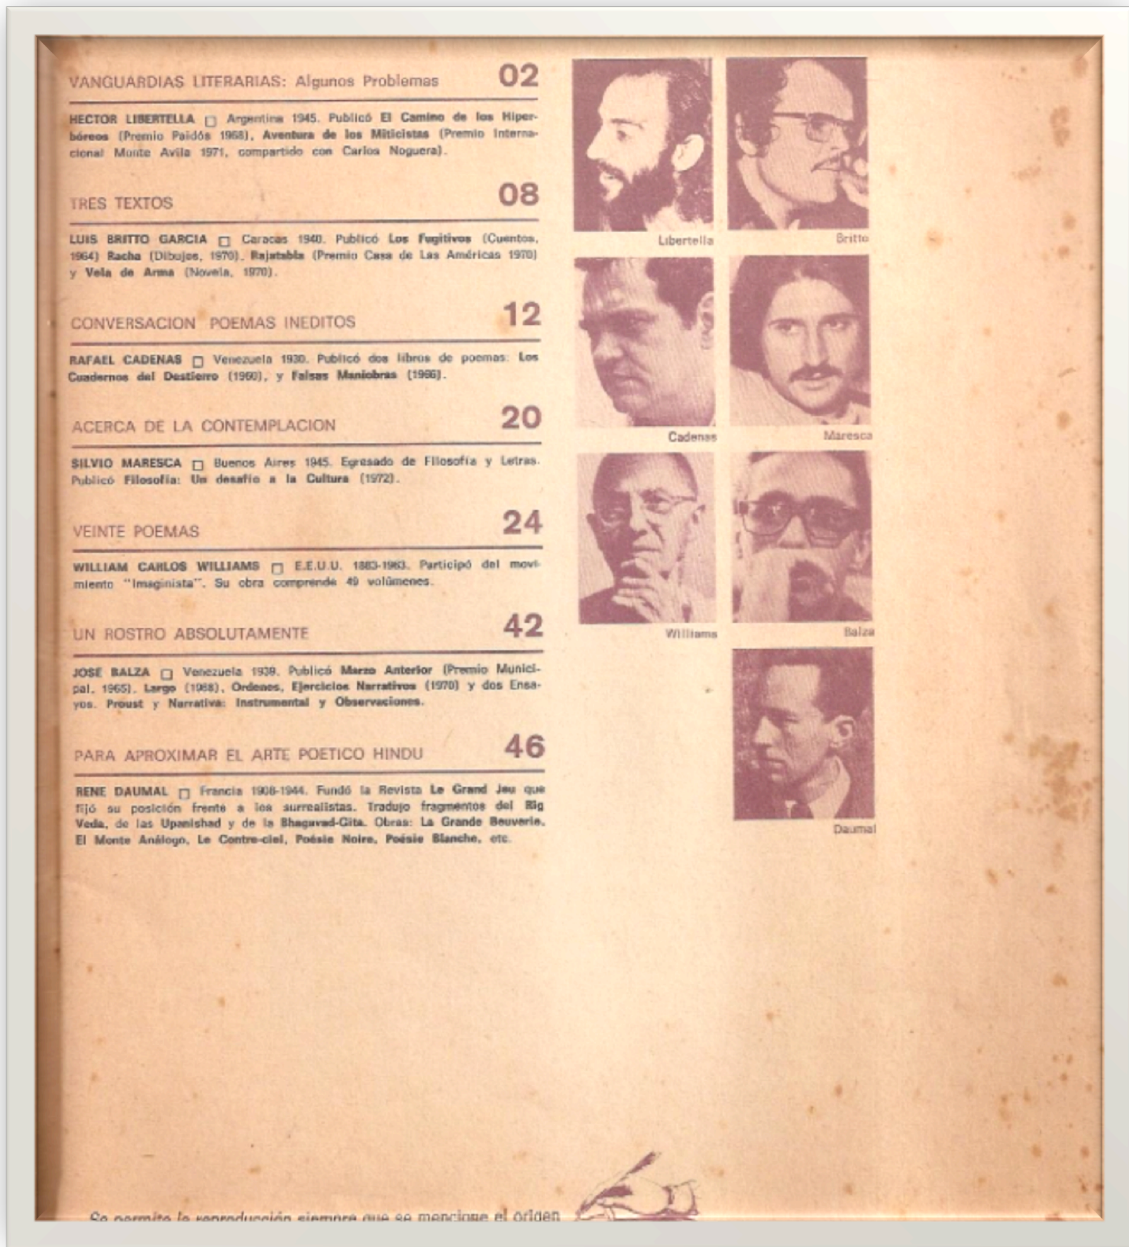 VANGUARDIAS LITERARIAS: Algunos Problemas 02
HECTOR LIBERTELLA □ Argentina 1945. Publicó El Camino de los Hiper-
bóreos (Premio Paidós 1968), Aventura de los Miticistas (Premio Interna-
cional Monte Avila 1971, compartido con Carlos Noguera).
TRES TEXTOS 08
LUIS BRITTO GARCIA □ Caracas 1940. Publicó Los Fugitivos (Cuentos,
1964) Racha (Dibujos, 1970), Rajatabla (Premio Casa de Las Américas 1970)
y Vela de Arma (Novela, 1970).
CONVERSACION POEMAS INEDITOS 12
RAFAEL CADENAS □ Venezuela 1930. Publicó dos libros de poemas: Los
Cuadernos del Destierro (1960), y Falsas Maniobras (1966).
ACERCA DE LA CONTEMPLACION 20
SILVIO MARESCA □ Buenos Aires 1945. Egresado de Filosofía y Letras.
Publicó Filosofía: Un desafío a la Cultura (1972).
VEINTE POEMAS 24
WILLIAM CARLOS WILLIAMS □ E.E.U.U. 1883-1963. Participó del movi-
miento "Imaginista". Su obra comprende 49 volúmenes.
UN ROSTRO ABSOLUTAMENTE 42
JOSE BALZA □ Venezuela 1939. Publicó Marzo Anterior (Premio Munici-
pal, 1965). Largo (1968), Ordenes, Ejercicios Narrativos (1970) y dos Ensa-
yos. Proust y Narrativa: Instrumental y Observaciones.
PARA APROXIMAR EL ARTE POETICO HINDU 46
RENE DAUMAL □ Francia 1908-1944. Fundó la Revista Le Grand Jeu que
fijó su posición frente a los surrealistas. Tradujo fragmentos del Rig
Veda, de las Upanishad y de la Bhagavad-Gita. Obras: La Grande Beuverie,
El Monte Análogo, Le Contre-ciel, Poésie Noire, Poésie Blanche, etc.
Libertella
Britto
Cadenas
Maresca
Williams
Balza
Daumal
Se permite la reproducción siempre que se mencione el origen